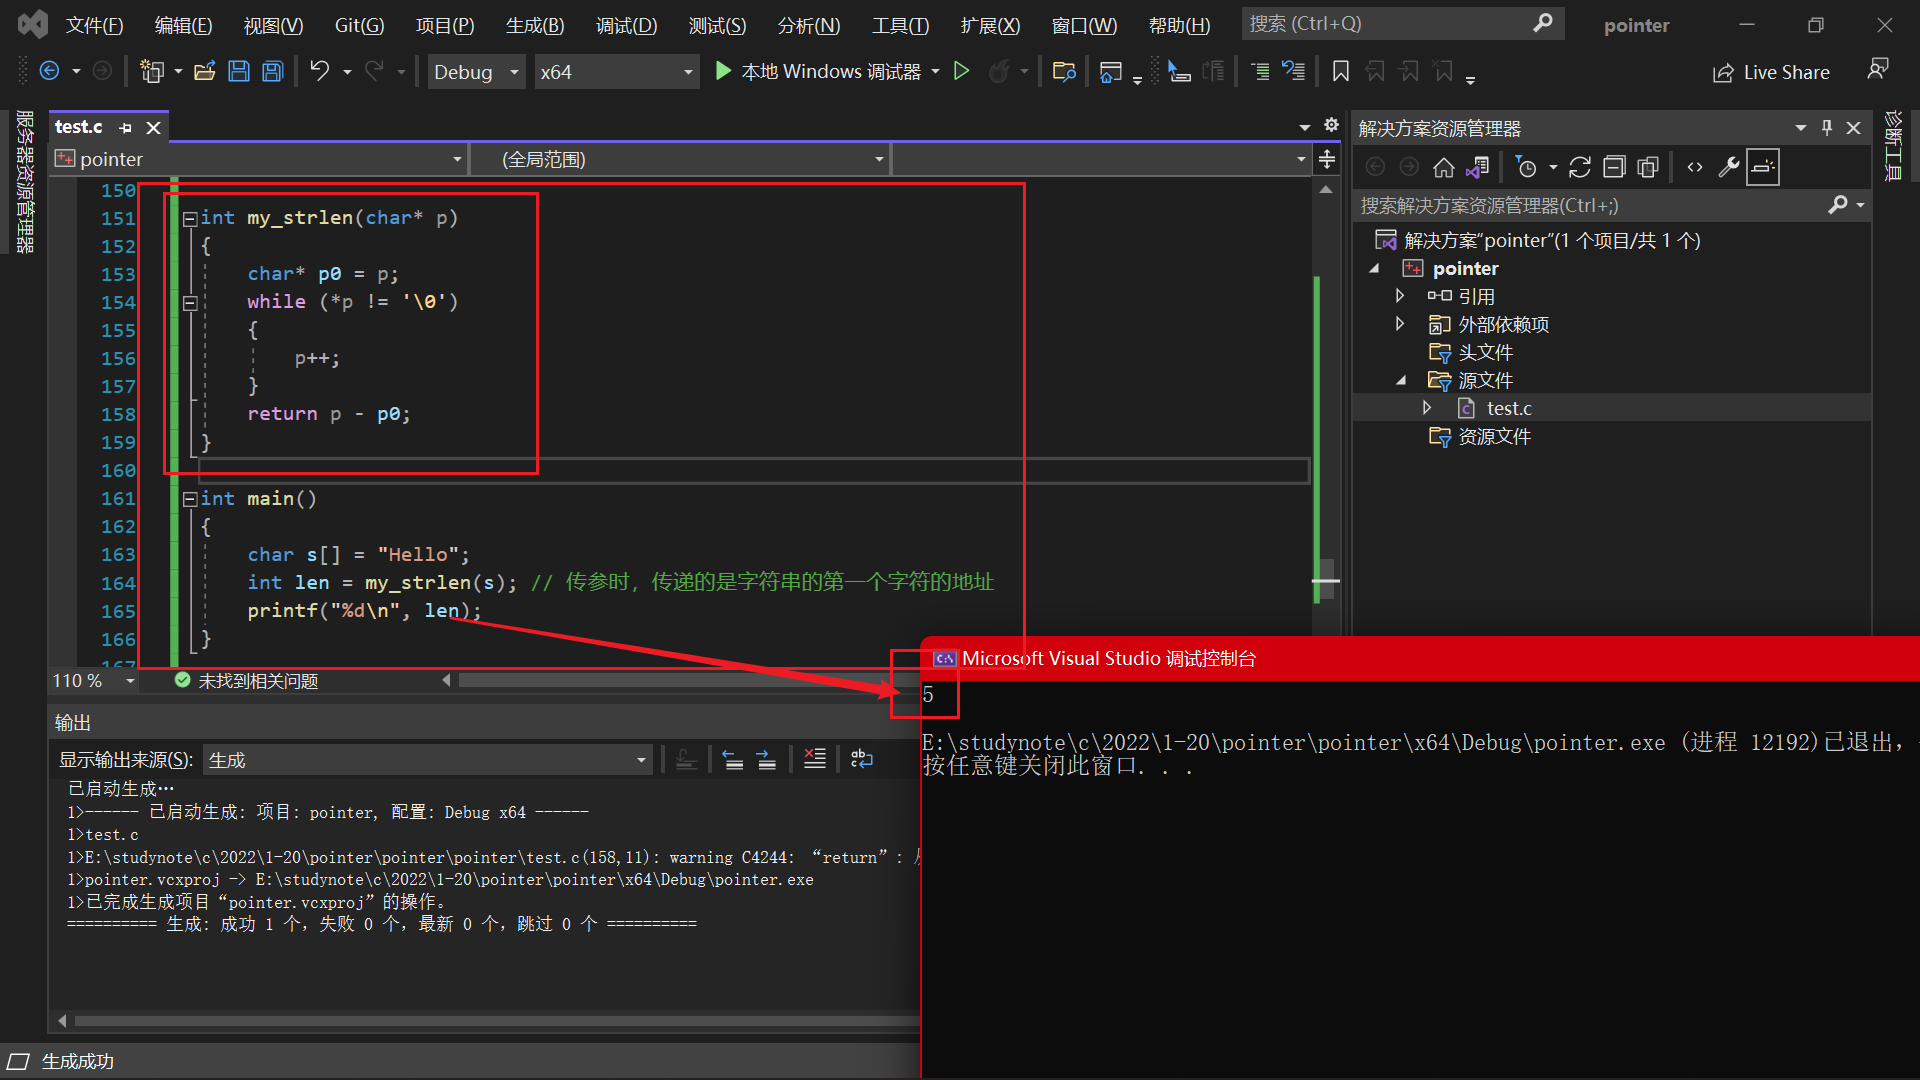 文件(F) 编辑(E) 视图(V) Git(G) 项目(P) 生成(B) 调试(D) 测试(S) 分析(N) 工具(T) 扩展(X) 窗口(W) 帮助(H) 搜索 (Ctrl+Q) pointer
Debug x64 本地 Windows 调试器 Live Share
服务器资源管理器
test.c
pointer (全局范围)
150
151 int my_strlen(char* p)
152 {
153 char* p0 = p;
154 while (*p != '\0')
155 {
156 p++;
157 }
158 return p - p0;
159 }
160
161 int main()
162 {
163 char s[] = "Hello";
164 int len = my_strlen(s); // 传参时，传递的是字符串的第一个字符的地址
165 printf("%d\n", len);
166 }
167
110 % 未找到相关问题
输出
显示输出来源(S): 生成
已启动生成…
1>------ 已启动生成: 项目: pointer, 配置: Debug x64 ------
1>test.c
1>E:\studynote\c\2022\1-20\pointer\pointer\pointer\test.c(158,11): warning C4244: “return”:
1>pointer.vcxproj -> E:\studynote\c\2022\1-20\pointer\pointer\x64\Debug\pointer.exe
1>已完成生成项目“pointer.vcxproj”的操作。
========== 生成: 成功 1 个，失败 0 个，最新 0 个，跳过 0 个 ==========
生成成功
解决方案资源管理器
搜索解决方案资源管理器(Ctrl+;)
解决方案“pointer”(1 个项目/共 1 个)
pointer
引用
外部依赖项
头文件
源文件
test.c
资源文件
诊断工具
Microsoft Visual Studio 调试控制台
5
E:\studynote\c\2022\1-20\pointer\pointer\x64\Debug\pointer.exe (进程 12192)已退出，
按任意键关闭此窗口. . .